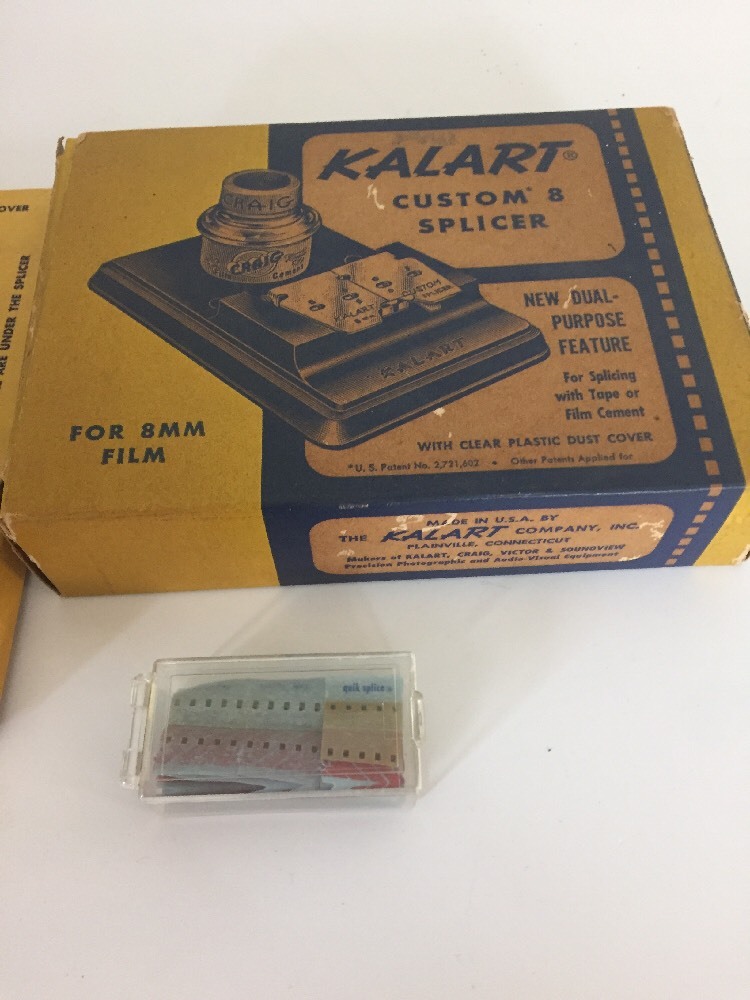 OVER
ARE UNDER THE SPLICER
KALART®
CUSTOM 8
SPLICER
CRAIG
CRAIG
Cement
KALART
CUSTOM
SPLICER
KALART
NEW DUAL-
PURPOSE
FEATURE
For Splicing
with Tape or
Film Cement
WITH CLEAR PLASTIC DUST COVER
*U. S. Patent No. 2,721,602 • Other Patents Applied for
FOR 8MM
FILM
MADE IN U.S.A. BY
THE KALART COMPANY, INC.
PLAINVILLE, CONNECTICUT
Makers of KALART, CRAIG, VICTOR & SOUNDVIEW
Precision Photographic and Audio-Visual Equipment
quik splice